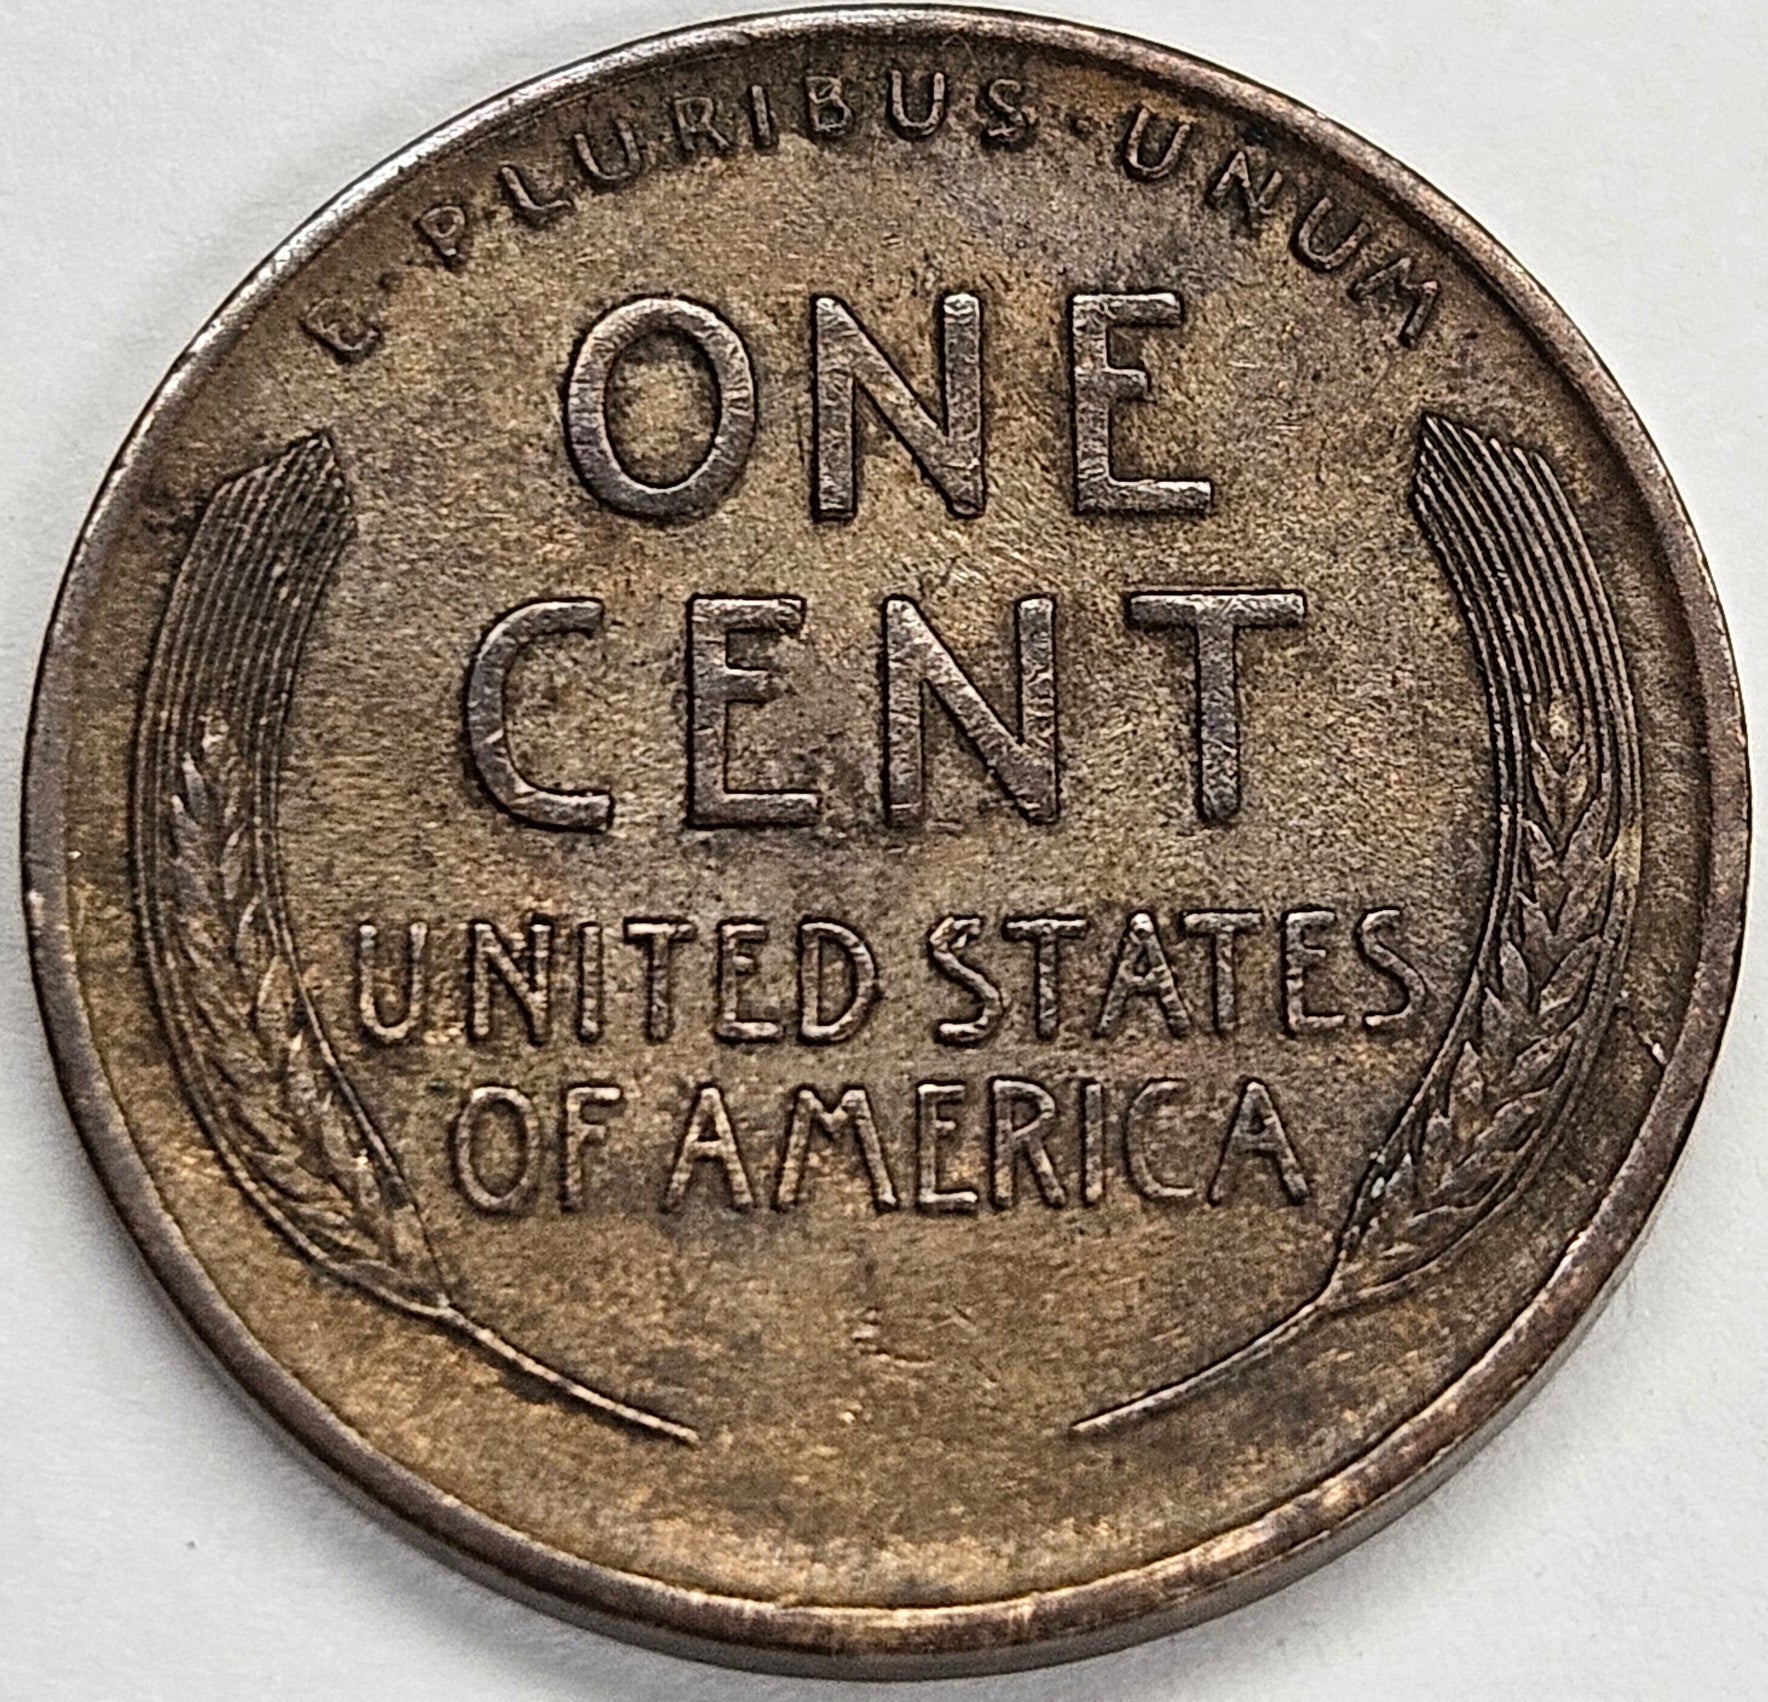 E·PLURIBUS·UNUM
ONE
CENT
UNITED STATES
OF AMERICA